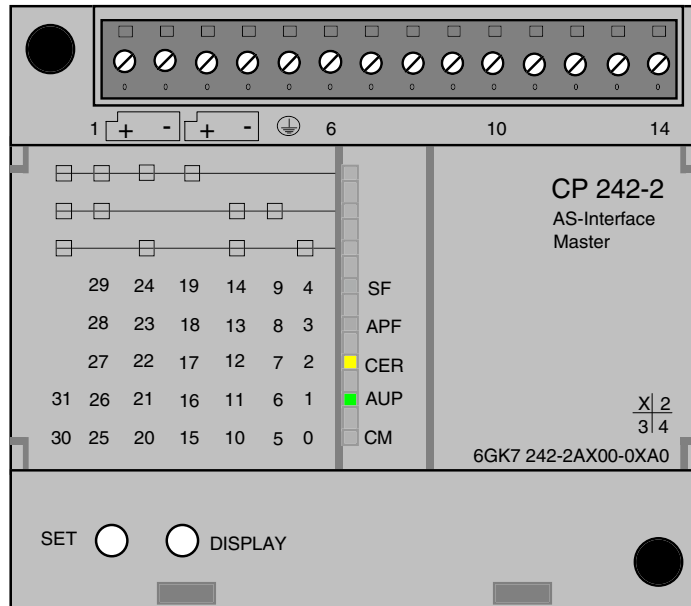 1 + - + - 6 10 14
CP 242-2
AS-Interface
Master
29 24 19 14 9 4 SF
28 23 18 13 8 3 APF
27 22 17 12 7 2 CER
31 26 21 16 11 6 1 AUP
30 25 20 15 10 5 0 CM
X 2
3 4
6GK7 242-2AX00-0XA0
SET DISPLAY